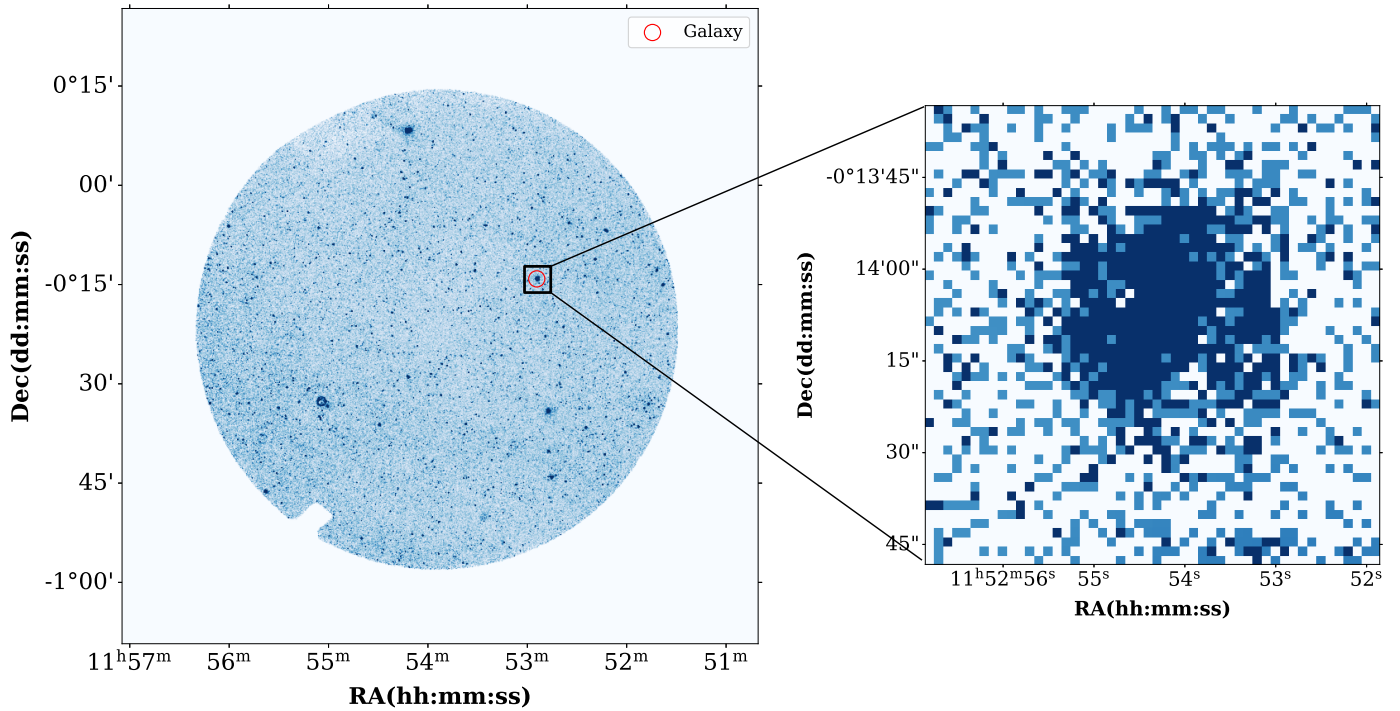 Galaxy
0°15'
00'
-0°15'
30'
45'
-1°00'
11ʰ57ᵐ 56ᵐ 55ᵐ 54ᵐ 53ᵐ 52ᵐ 51ᵐ
RA(hh:mm:ss)
Dec(dd:mm:ss)
-0°13'45"
14'00"
15"
30"
45"
11ʰ52ᵐ56ˢ 55ˢ 54ˢ 53ˢ 52ˢ
RA(hh:mm:ss)
Dec(dd:mm:ss)